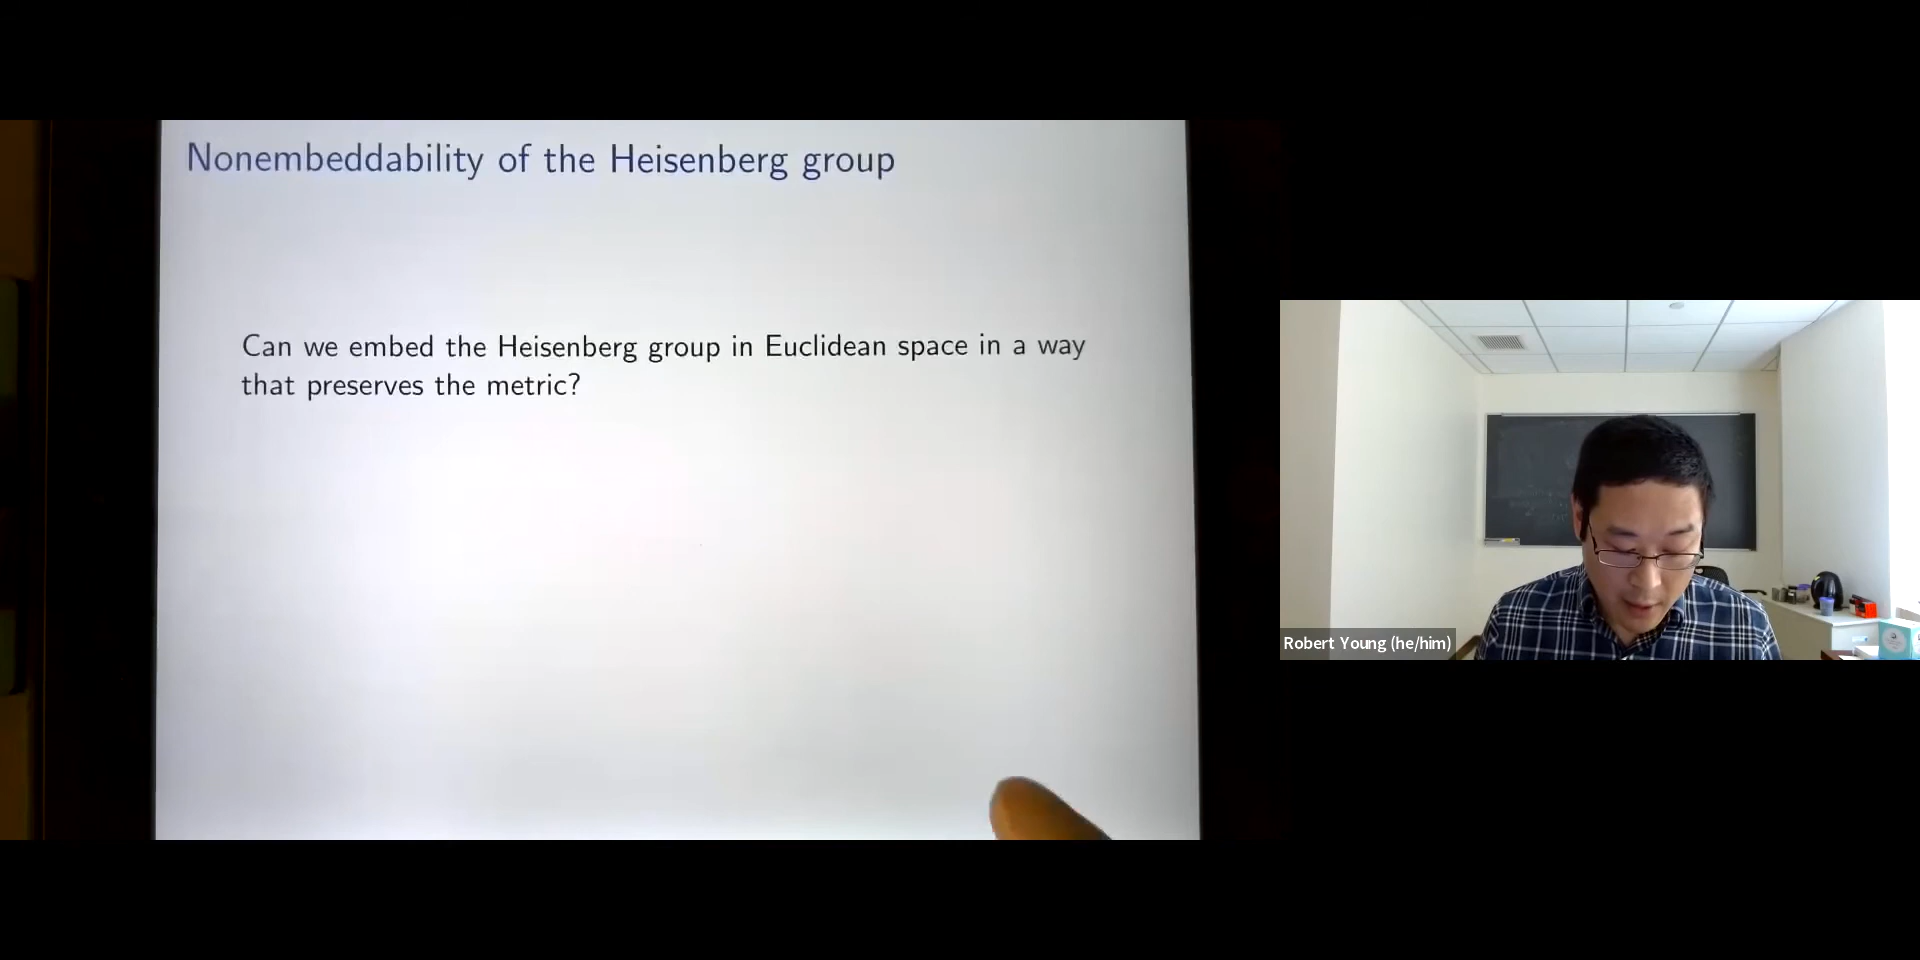 Nonembeddability of the Heisenberg group
Can we embed the Heisenberg group in Euclidean space in a way
that preserves the metric?
Robert Young (he/him)